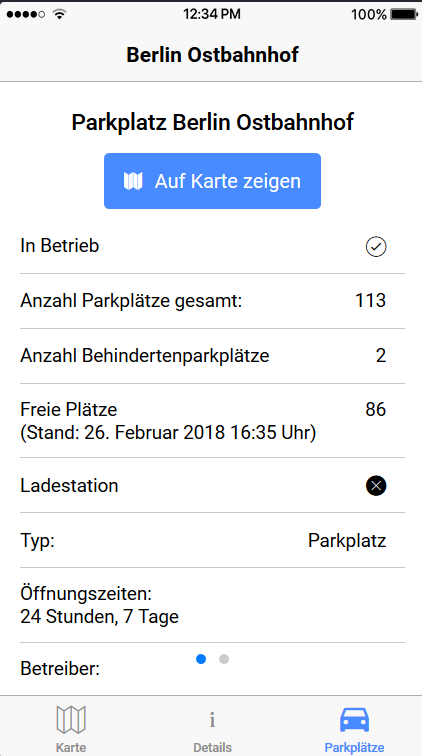 12:34 PM
100%
Berlin Ostbahnhof
Parkplatz Berlin Ostbahnhof
Auf Karte zeigen
In Betrieb
Anzahl Parkplätze gesamt: 113
Anzahl Behindertenparkplätze 2
Freie Plätze 86
(Stand: 26. Februar 2018 16:35 Uhr)
Ladestation
Typ: Parkplatz
Öffnungszeiten:
24 Stunden, 7 Tage
Betreiber:
Karte
Details
Parkplätze